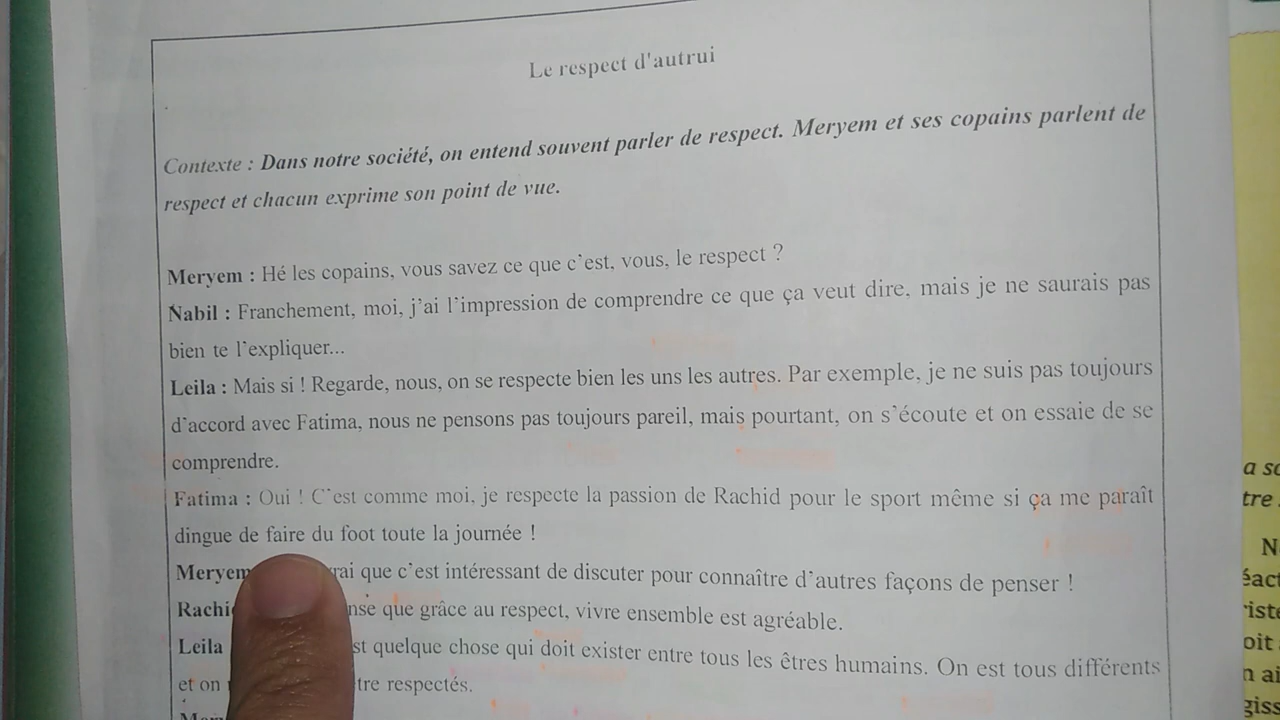 Le respect d'autrui
Contexte : Dans notre société, on entend souvent parler de respect. Meryem et ses copains parlent de
respect et chacun exprime son point de vue.
Meryem : Hé les copains, vous savez ce que c'est, vous, le respect ?
Nabil : Franchement, moi, j'ai l'impression de comprendre ce que ça veut dire, mais je ne saurais pas
bien te l'expliquer...
Leila : Mais si ! Regarde, nous, on se respecte bien les uns les autres. Par exemple, je ne suis pas toujours
d'accord avec Fatima, nous ne pensons pas toujours pareil, mais pourtant, on s'écoute et on essaie de se
comprendre.
Fatima : Oui ! C'est comme moi, je respecte la passion de Rachid pour le sport même si ça me paraît
dingue de faire du foot toute la journée !
Meryem que c'est intéressant de discuter pour connaître d'autres façons de penser !
que grâce au respect, vivre ensemble est agréable.
Leila quelque chose qui doit exister entre tous les êtres humains. On est tous différents
et on respectés.